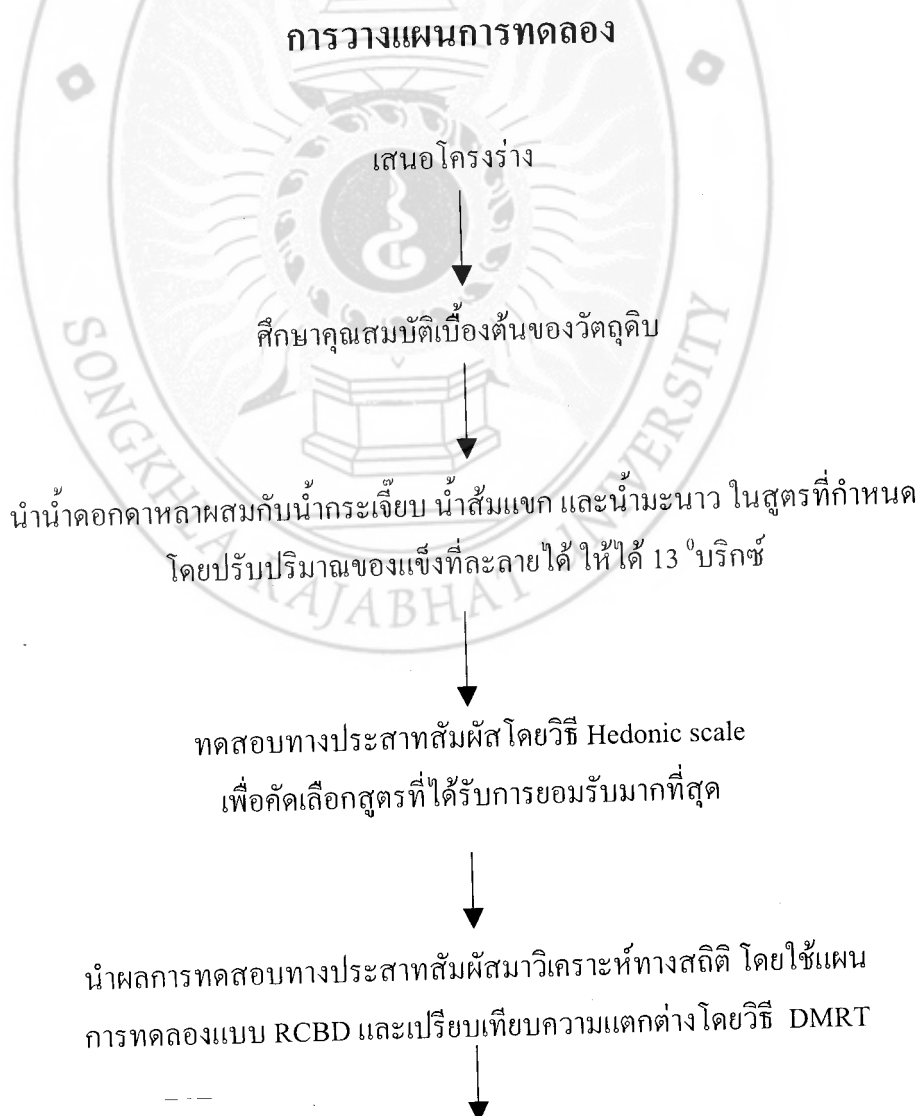 การวางแผนการทดลอง
เสนอโครงร่าง
ศึกษาคุณสมบัติเบื้องต้นของวัตถุดิบ
นำน้ำดอกดาหลาผสมกับน้ำกระเจี๊ยบ น้ำส้มแขก และน้ำมะนาว ในสูตรที่กำหนด
โดยปรับปริมาณของแข็งที่ละลายได้ ให้ได้ 13 ⁰บริกซ์
ทดสอบทางประสาทสัมผัสโดยวิธี Hedonic scale
เพื่อคัดเลือกสูตรที่ได้รับการยอมรับมากที่สุด
นำผลการทดสอบทางประสาทสัมผัสมาวิเคราะห์ทางสถิติ โดยใช้แผน
การทดลองแบบ RCBD และเปรียบเทียบความแตกต่างโดยวิธี DMRT
SONGKHLA RAJABHAT UNIVERSITY